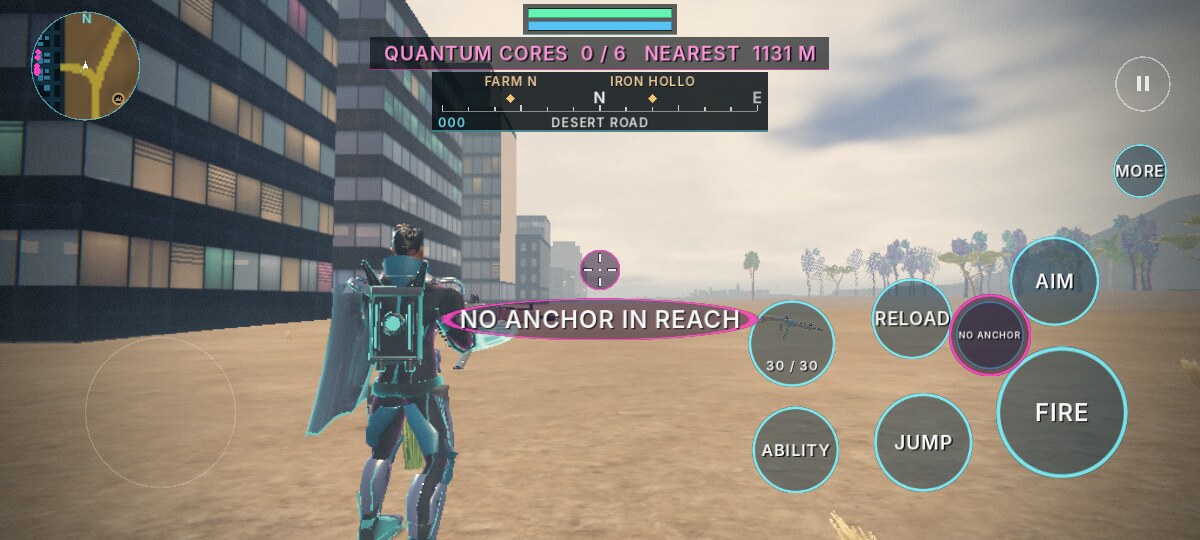 N
QUANTUM CORES 0 / 6 NEAREST 1131 M
FARM N IRON HOLLO
N E
000 DESERT ROAD
MORE
AIM
NO ANCHOR IN REACH
RELOAD
NO ANCHOR
30 / 30
FIRE
ABILITY
JUMP